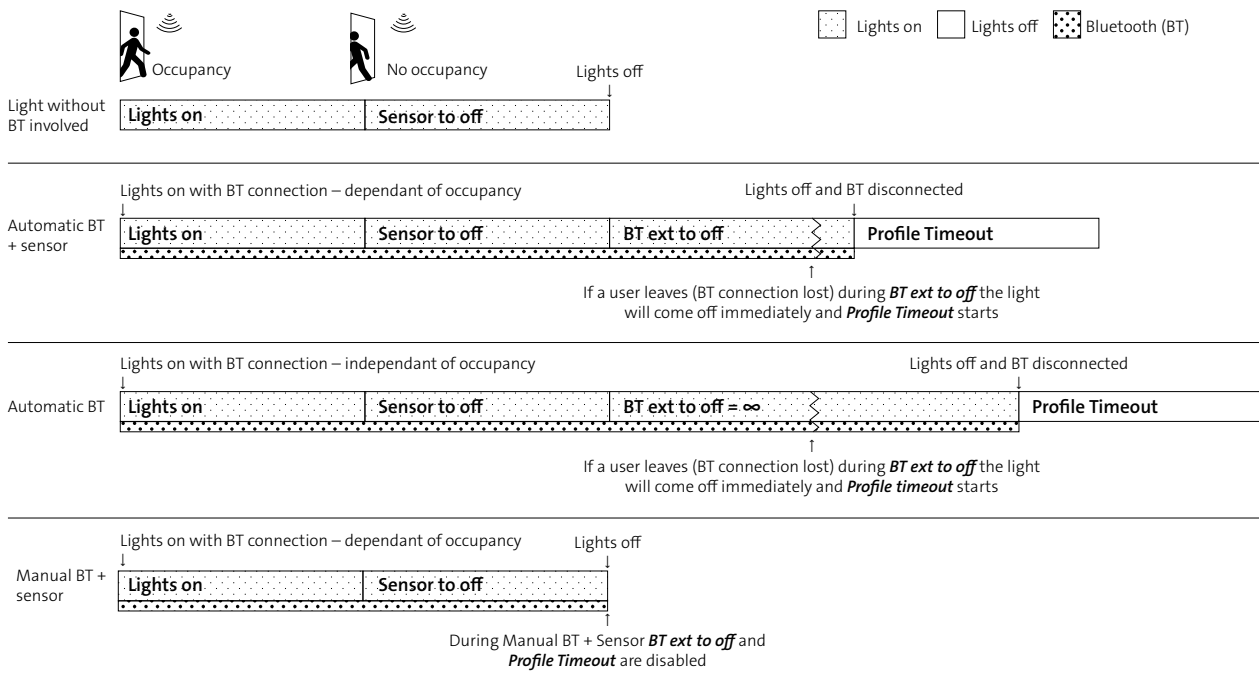 Lights on
Lights off
Bluetooth (BT)
Occupancy
No occupancy
Lights off
↓
Light without
BT involved
Lights on
Sensor to off
Lights on with BT connection – dependant of occupancy
↓
Lights off and BT disconnected
↓
Automatic BT
+ sensor
Lights on
Sensor to off
BT ext to off
Profile Timeout
↑
If a user leaves (BT connection lost) during BT ext to off the light
will come off immediately and Profile Timeout starts
Lights on with BT connection – independant of occupancy
↓
Lights off and BT disconnected
↓
Automatic BT
Lights on
Sensor to off
BT ext to off = ∞
Profile Timeout
↑
If a user leaves (BT connection lost) during BT ext to off the light
will come off immediately and Profile timeout starts
Lights on with BT connection – dependant of occupancy
↓
Lights off
↓
Manual BT +
sensor
Lights on
Sensor to off
↑
During Manual BT + Sensor BT ext to off and
Profile Timeout are disabled